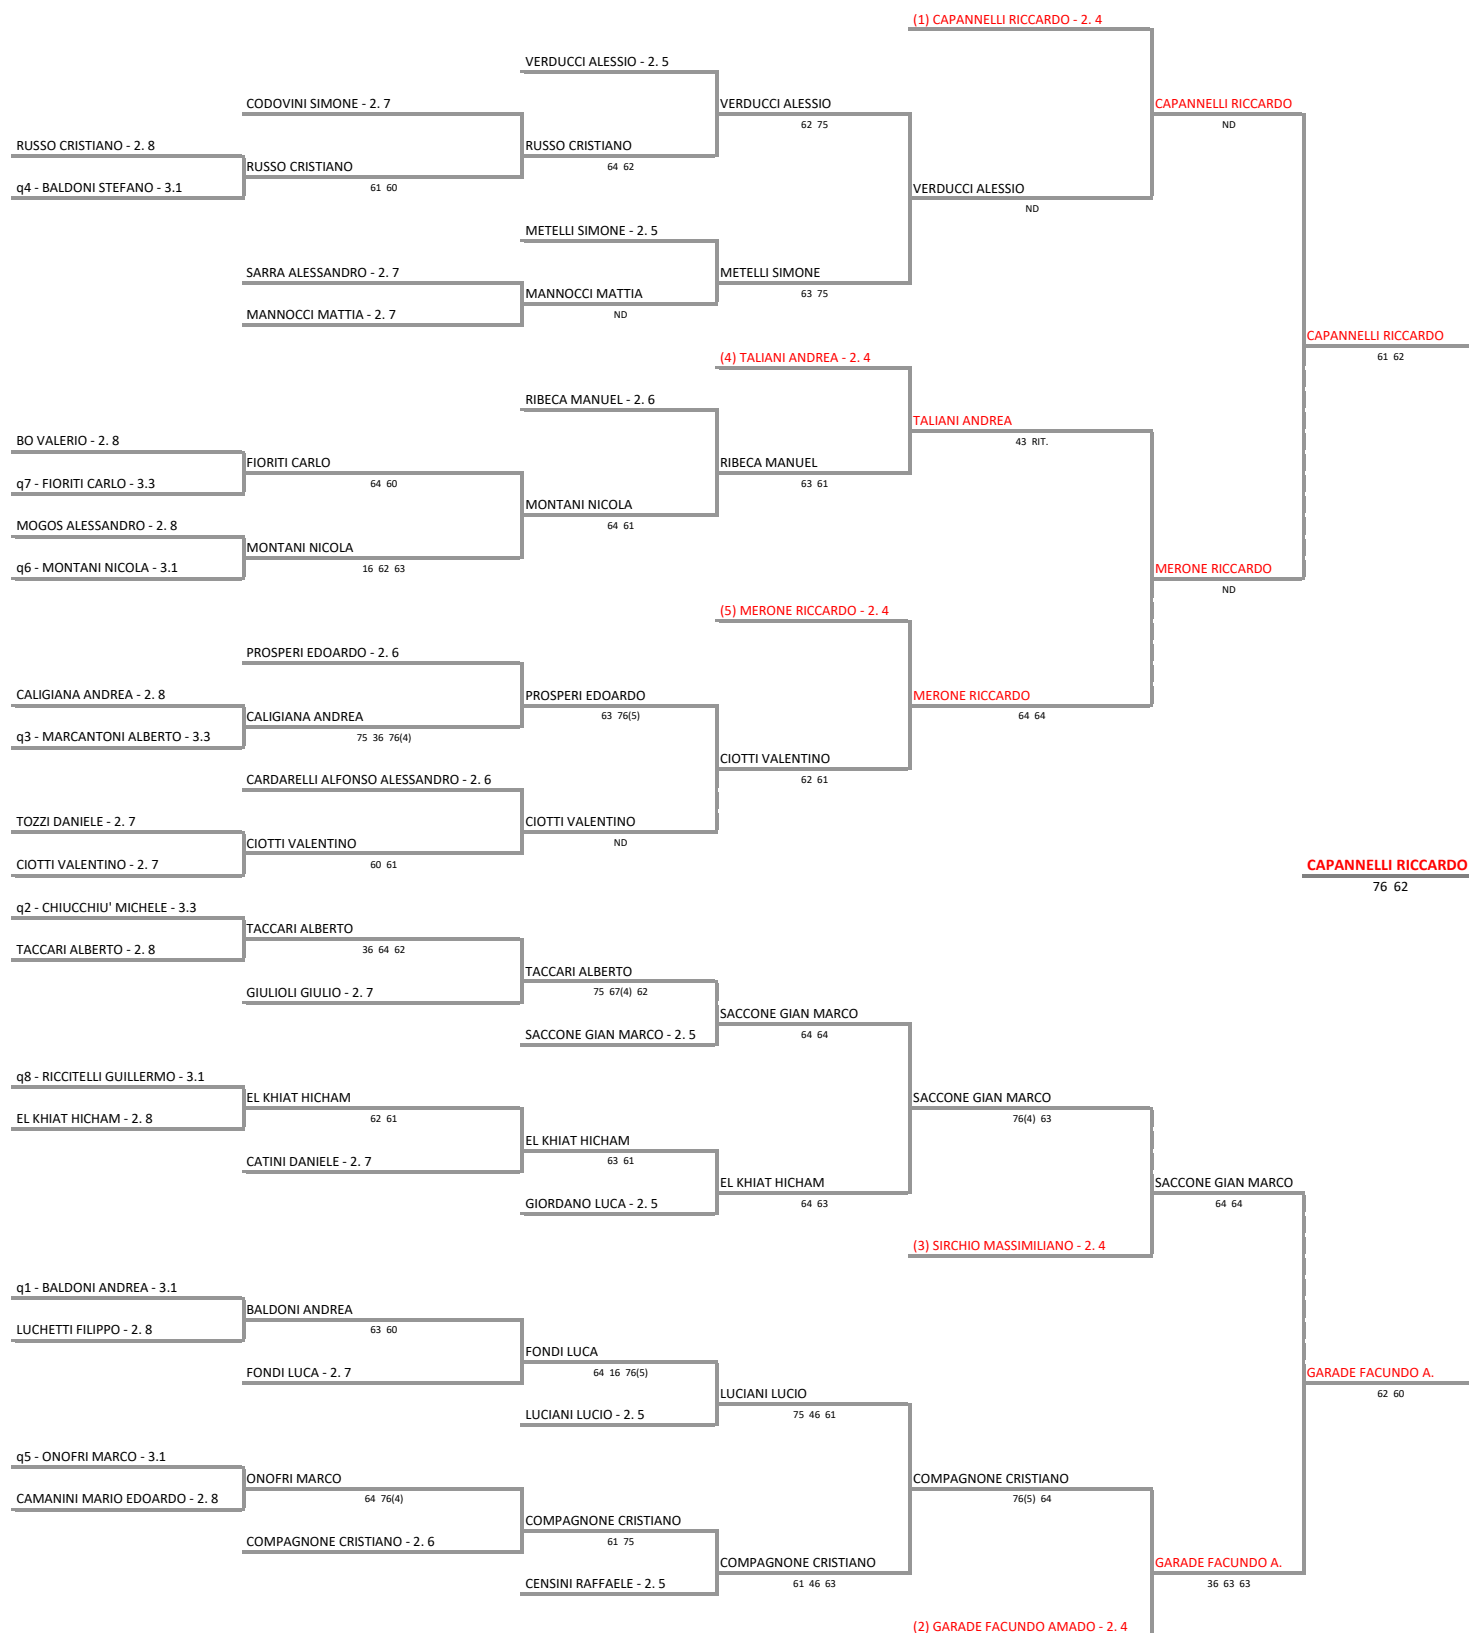 (1) CAPANNELLI RICCARDO - 2. 4
VERDUCCI ALESSIO - 2. 5
CODOVINI SIMONE - 2. 7
VERDUCCI ALESSIO
CAPANNELLI RICCARDO
62 75
ND
RUSSO CRISTIANO - 2. 8
RUSSO CRISTIANO
RUSSO CRISTIANO
64 62
q4 - BALDONI STEFANO - 3.1
61 60
VERDUCCI ALESSIO
ND
METELLI SIMONE - 2. 5
SARRA ALESSANDRO - 2. 7
METELLI SIMONE
MANNOCCI MATTIA
63 75
MANNOCCI MATTIA - 2. 7
ND
CAPANNELLI RICCARDO
61 62
(4) TALIANI ANDREA - 2. 4
RIBECA MANUEL - 2. 6
TALIANI ANDREA
43 RIT.
BO VALERIO - 2. 8
FIORITI CARLO
RIBECA MANUEL
q7 - FIORITI CARLO - 3.3
64 60
63 61
MONTANI NICOLA
MOGOS ALESSANDRO - 2. 8
64 61
MONTANI NICOLA
q6 - MONTANI NICOLA - 3.1
16 62 63
MERONE RICCARDO
ND
(5) MERONE RICCARDO - 2. 4
PROSPERI EDOARDO - 2. 6
CALIGIANA ANDREA - 2. 8
PROSPERI EDOARDO
MERONE RICCARDO
CALIGIANA ANDREA
63 76(5)
64 64
q3 - MARCANTONI ALBERTO - 3.3
75 36 76(4)
CIOTTI VALENTINO
CARDARELLI ALFONSO ALESSANDRO - 2. 6
62 61
TOZZI DANIELE - 2. 7
CIOTTI VALENTINO
CIOTTI VALENTINO
ND
CIOTTI VALENTINO - 2. 7
60 61
CAPANNELLI RICCARDO
76 62
q2 - CHIUCCHIU' MICHELE - 3.3
TACCARI ALBERTO
TACCARI ALBERTO - 2. 8
36 64 62
TACCARI ALBERTO
GIULIOLI GIULIO - 2. 7
75 67(4) 62
SACCONE GIAN MARCO
SACCONE GIAN MARCO - 2. 5
64 64
q8 - RICCITELLI GUILLERMO - 3.1
EL KHIAT HICHAM
SACCONE GIAN MARCO
EL KHIAT HICHAM - 2. 8
62 61
76(4) 63
EL KHIAT HICHAM
CATINI DANIELE - 2. 7
63 61
EL KHIAT HICHAM
SACCONE GIAN MARCO
GIORDANO LUCA - 2. 5
64 63
64 64
(3) SIRCHIO MASSIMILIANO - 2. 4
q1 - BALDONI ANDREA - 3.1
BALDONI ANDREA
LUCHETTI FILIPPO - 2. 8
63 60
FONDI LUCA
FONDI LUCA - 2. 7
64 16 76(5)
GARADE FACUNDO A.
62 60
LUCIANI LUCIO
LUCIANI LUCIO - 2. 5
75 46 61
q5 - ONOFRI MARCO - 3.1
ONOFRI MARCO
COMPAGNONE CRISTIANO
CAMANINI MARIO EDOARDO - 2. 8
64 76(4)
76(5) 64
COMPAGNONE CRISTIANO
COMPAGNONE CRISTIANO - 2. 6
61 75
COMPAGNONE CRISTIANO
GARADE FACUNDO A.
CENSINI RAFFAELE - 2. 5
61 46 63
36 63 63
(2) GARADE FACUNDO AMADO - 2. 4